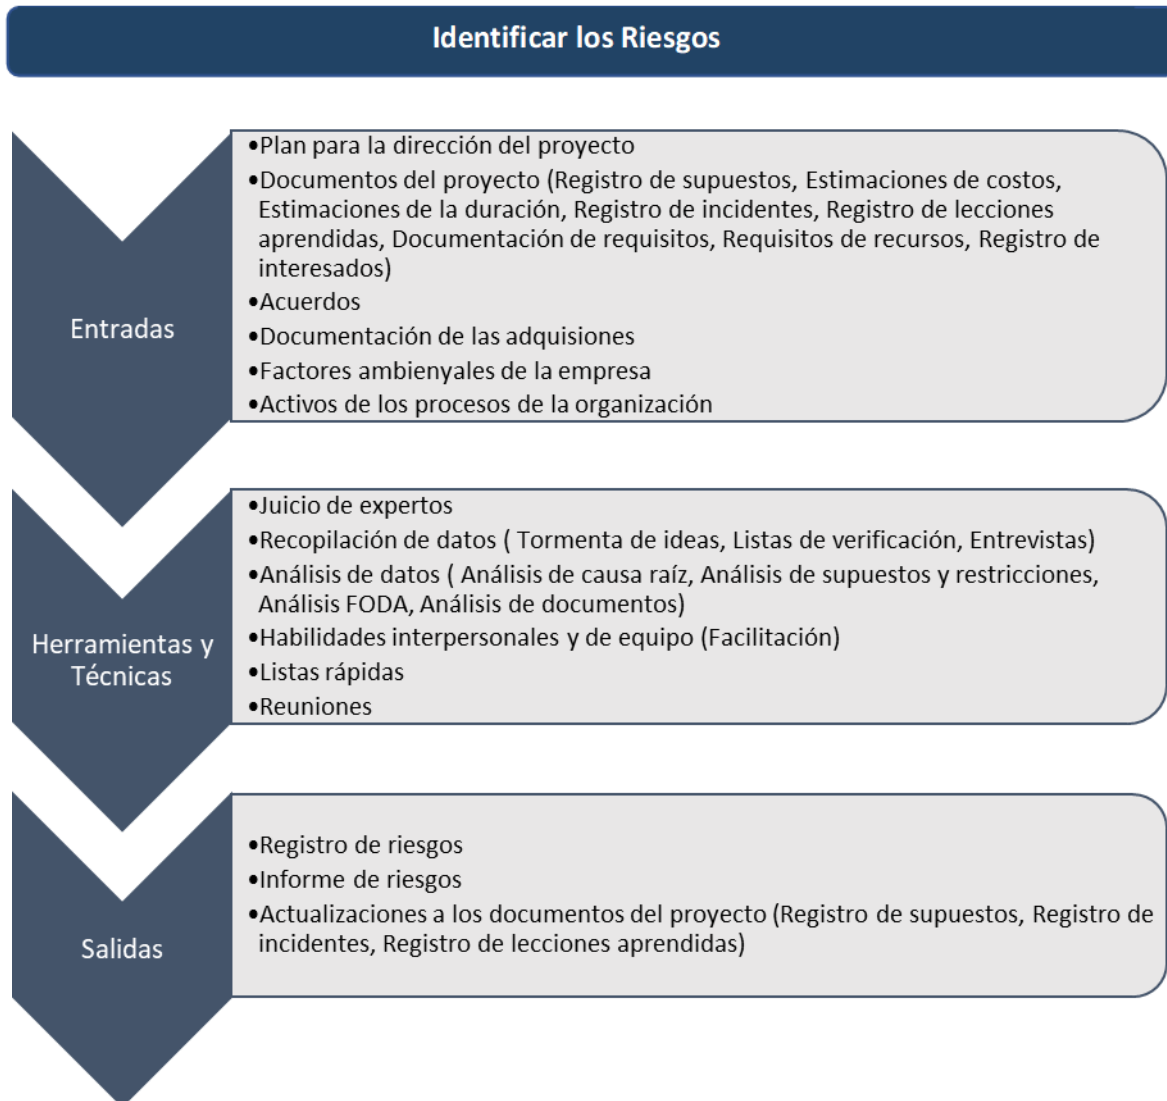 Identificar los Riesgos
Entradas
•Plan para la dirección del proyecto
•Documentos del proyecto (Registro de supuestos, Estimaciones de costos,
Estimaciones de la duración, Registro de incidentes, Registro de lecciones
aprendidas, Documentación de requisitos, Requisitos de recursos, Registro de
interesados)
•Acuerdos
•Documentación de las adquisiones
•Factores ambienyales de la empresa
•Activos de los procesos de la organización
Herramientas y
Técnicas
•Juicio de expertos
•Recopilación de datos ( Tormenta de ideas, Listas de verificación, Entrevistas)
•Análisis de datos ( Análisis de causa raíz, Análisis de supuestos y restricciones,
Análisis FODA, Análisis de documentos)
•Habilidades interpersonales y de equipo (Facilitación)
•Listas rápidas
•Reuniones
Salidas
•Registro de riesgos
•Informe de riesgos
•Actualizaciones a los documentos del proyecto (Registro de supuestos, Registro de
incidentes, Registro de lecciones aprendidas)